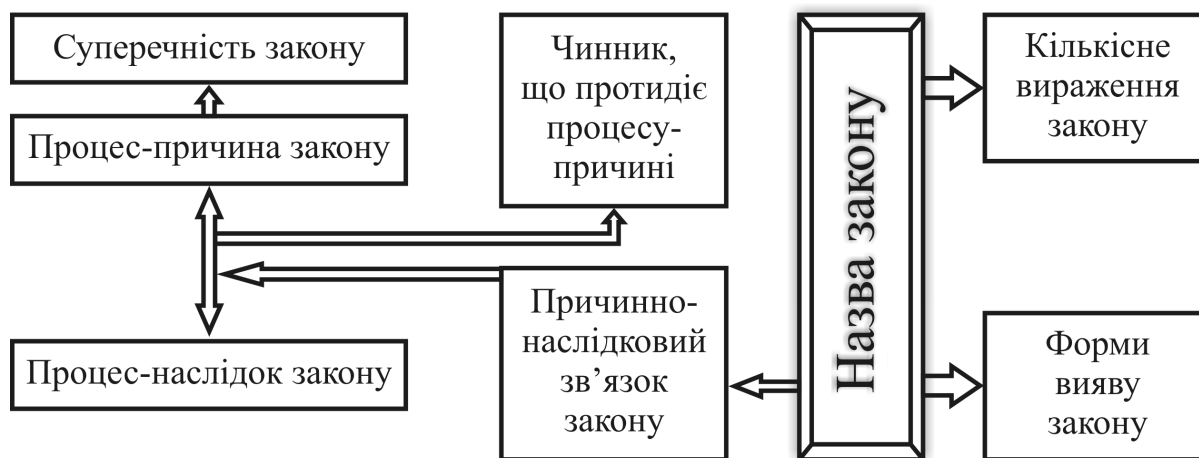 Суперечність закону
Процес-причина закону
Процес-наслідок закону
Чинник,
що протидіє
процесу-
причині
Причинно-
наслідковий
зв’язок
закону
Назва закону
Кількісне
вираження
закону
Форми
вияву
закону